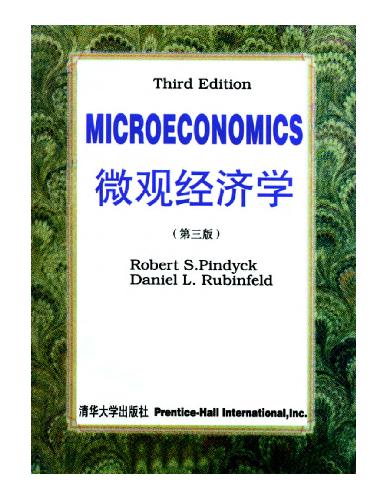 Third Edition
MICROECONOMICS
微观经济学
（第三版）
Robert S.Pindyck
Daniel L. Rubinfeld
清华大学出版社 Prentice-Hall International,Inc.